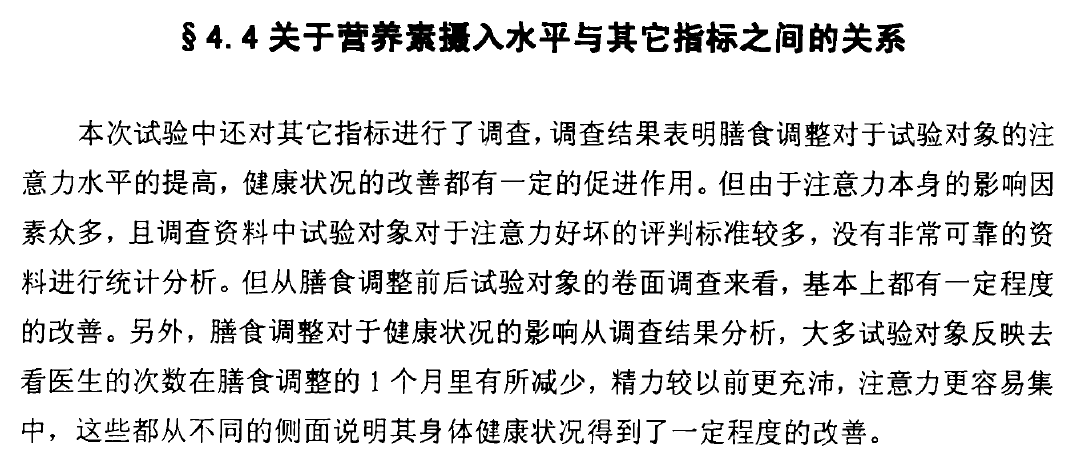 §4.4关于营养素摄入水平与其它指标之间的关系
本次试验中还对其它指标进行了调查，调查结果表明膳食调整对于试验对象的注
意力水平的提高，健康状况的改善都有一定的促进作用。但由于注意力本身的影响因
素众多，且调查资料中试验对象对于注意力好坏的评判标准较多，没有非常可靠的资
料进行统计分析。但从膳食调整前后试验对象的卷面调查来看，基本上都有一定程度
的改善。另外，膳食调整对于健康状况的影响从调查结果分析，大多试验对象反映去
看医生的次数在膳食调整的1个月里有所减少，精力较以前更充沛，注意力更容易集
中，这些都从不同的侧面说明其身体健康状况得到了一定程度的改善。